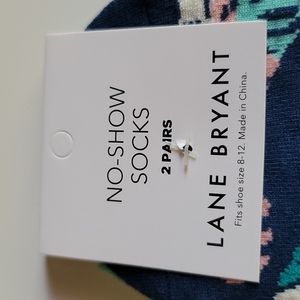 NO-SHOW
SOCKS
2 PAIRS
LANE BRYANT
Fits shoe size 8-12. Made in China.